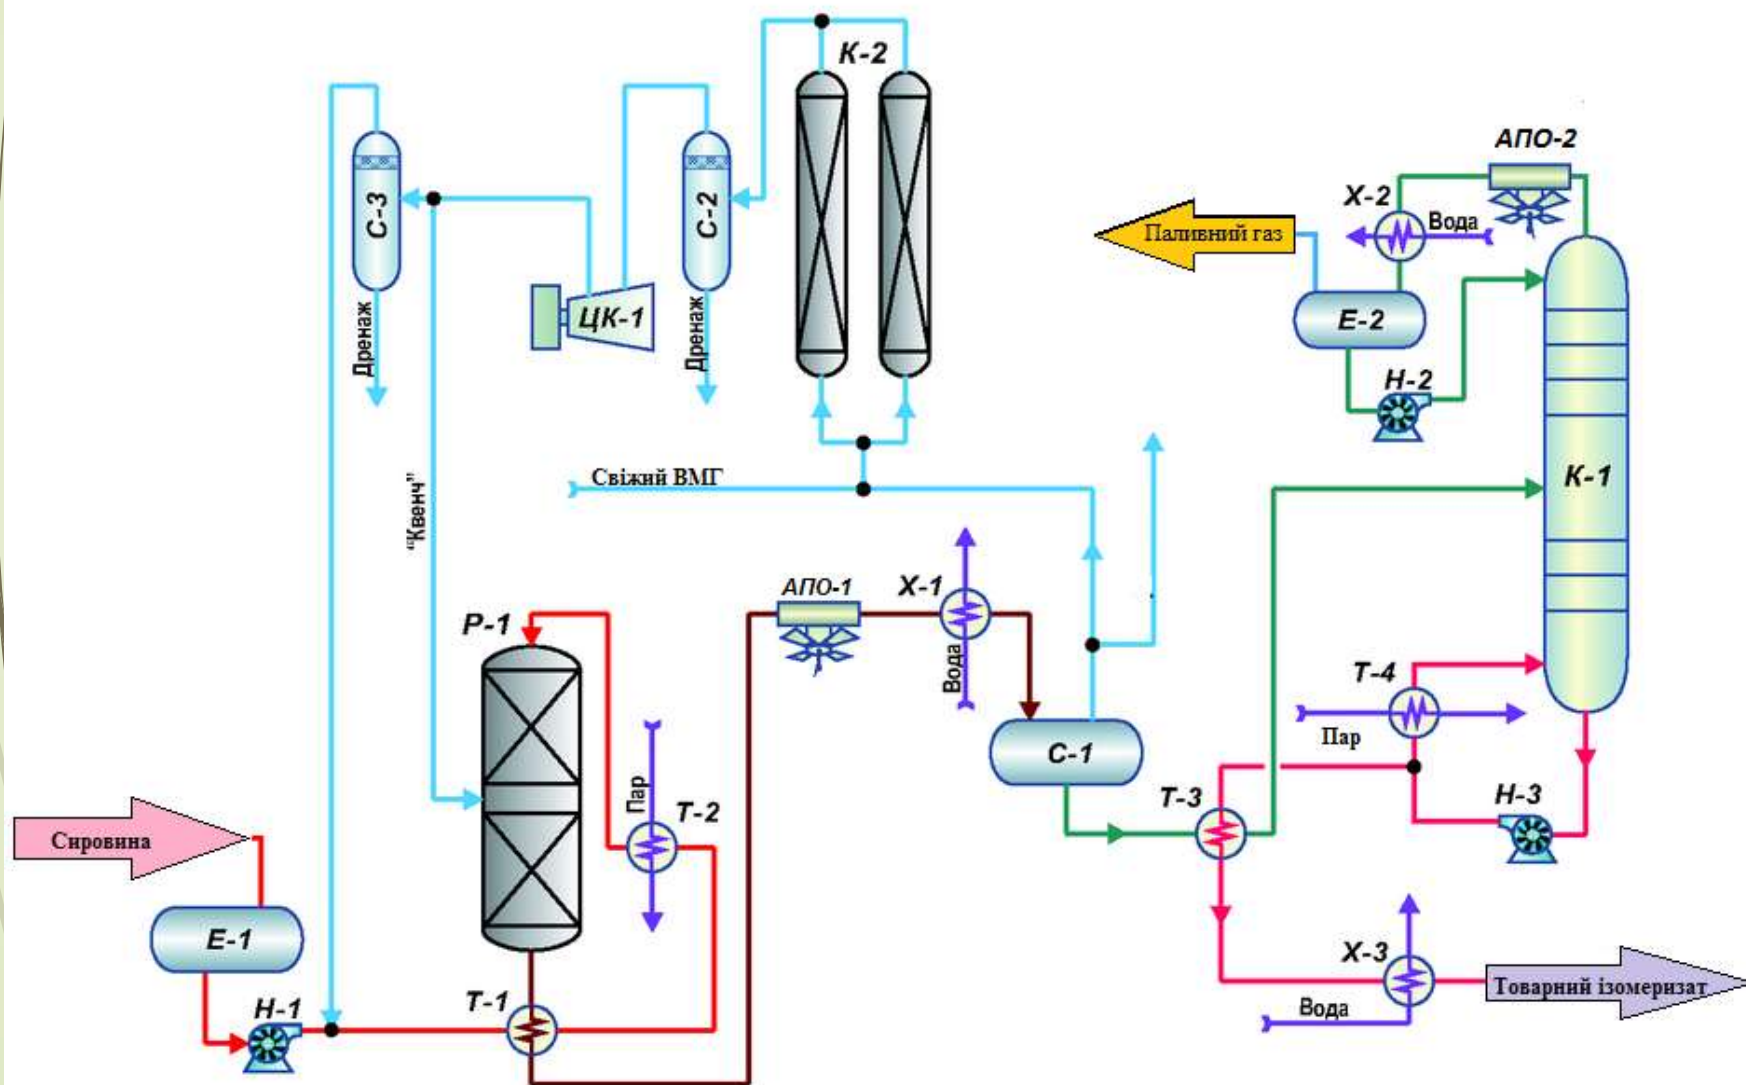 К-2
АПО-2
Х-2
Вода
С-3
С-2
Паливний газ
ЦК-1
Е-2
Дренаж
Дренаж
Н-2
К-1
Свіжий ВМГ
“Квенч”
АПО-1
Х-1
Р-1
Вода
Т-4
Пар
С-1
Пар
Т-2
Т-3
Н-3
Сировина
Е-1
Х-3
Т-1
Товарний ізомеризат
Н-1
Вода